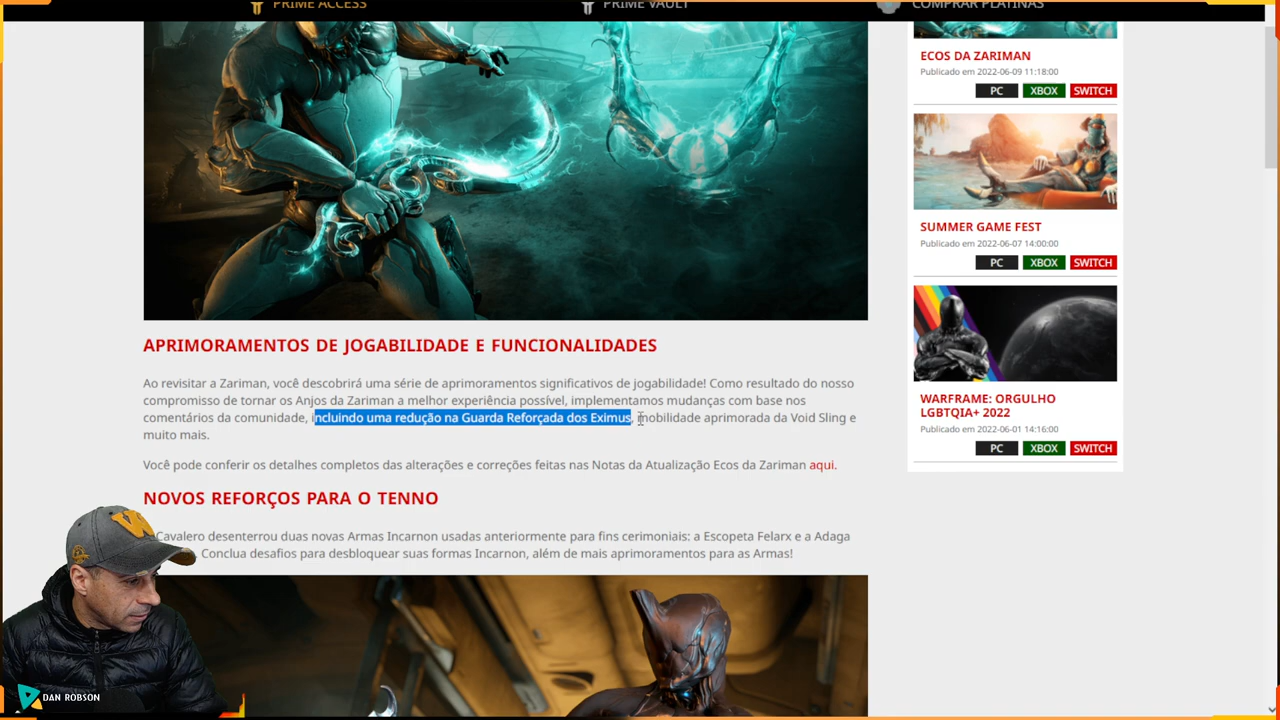 PRIME ACCESS
PRIME VAULT
COMPRAR PLATINAS
ECOS DA ZARIMAN
Publicado em 2022-06-09 11:18:00
PC XBOX SWITCH
SUMMER GAME FEST
Publicado em 2022-06-07 14:00:00
PC XBOX SWITCH
WARFRAME: ORGULHO
LGBTQIA+ 2022
Publicado em 2022-06-01 14:16:00
PC XBOX SWITCH
APRIMORAMENTOS DE JOGABILIDADE E FUNCIONALIDADES
Ao revisitar a Zariman, você descobrirá uma série de aprimoramentos significativos de jogabilidade! Como resultado do nosso
compromisso de tornar os Anjos da Zariman a melhor experiência possível, implementamos mudanças com base nos
comentários da comunidade, incluindo uma redução na Guarda Reforçada dos Eximus, mobilidade aprimorada da Void Sling e
muito mais.
Você pode conferir os detalhes completos das alterações e correções feitas nas Notas da Atualização Ecos da Zariman aqui.
NOVOS REFORÇOS PARA O TENNO
Cavalero desenterrou duas novas Armas Incarnon usadas anteriormente para fins cerimoniais: a Escopeta Felarx e a Adaga
. Conclua desafios para desbloquear suas formas Incarnon, além de mais aprimoramentos para as Armas!
W
DAN ROBSON